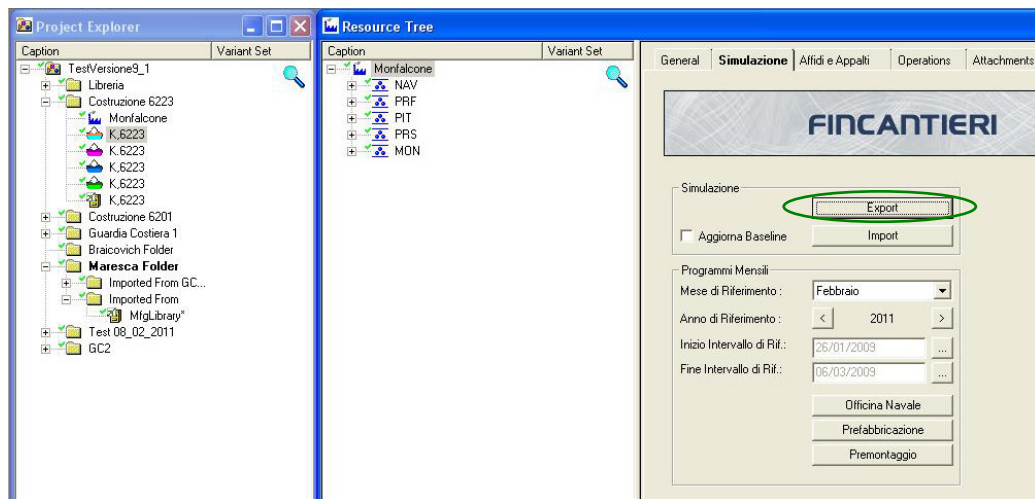 Project Explorer
Caption Variant Set
TestVersione9_1
Libreria
Costruzione 6223
Monfalcone
K,6223
K.6223
K,6223
K,6223
K,6223
Costruzione 6201
Guardia Costiera 1
Braicovich Folder
Maresca Folder
Imported From GC...
Imported From
MfgLibrary*
Test 08_02_2011
GC2
Resource Tree
Caption Variant Set
Monfalcone
NAV
PRF
PIT
PRS
MON
General Simulazione Affidi e Appalti Operations Attachments
FINCANTIERI
Simulazione
Export
Aggiorna Baseline Import
Programmi Mensili
Mese di Riferimento : Febbraio
Anno di Riferimento : < 2011 >
Inizio Intervallo di Rif.: 26/01/2009 ...
Fine Intervallo di Rif.: 06/03/2009 ...
Officina Navale
Prefabbricazione
Premontaggio